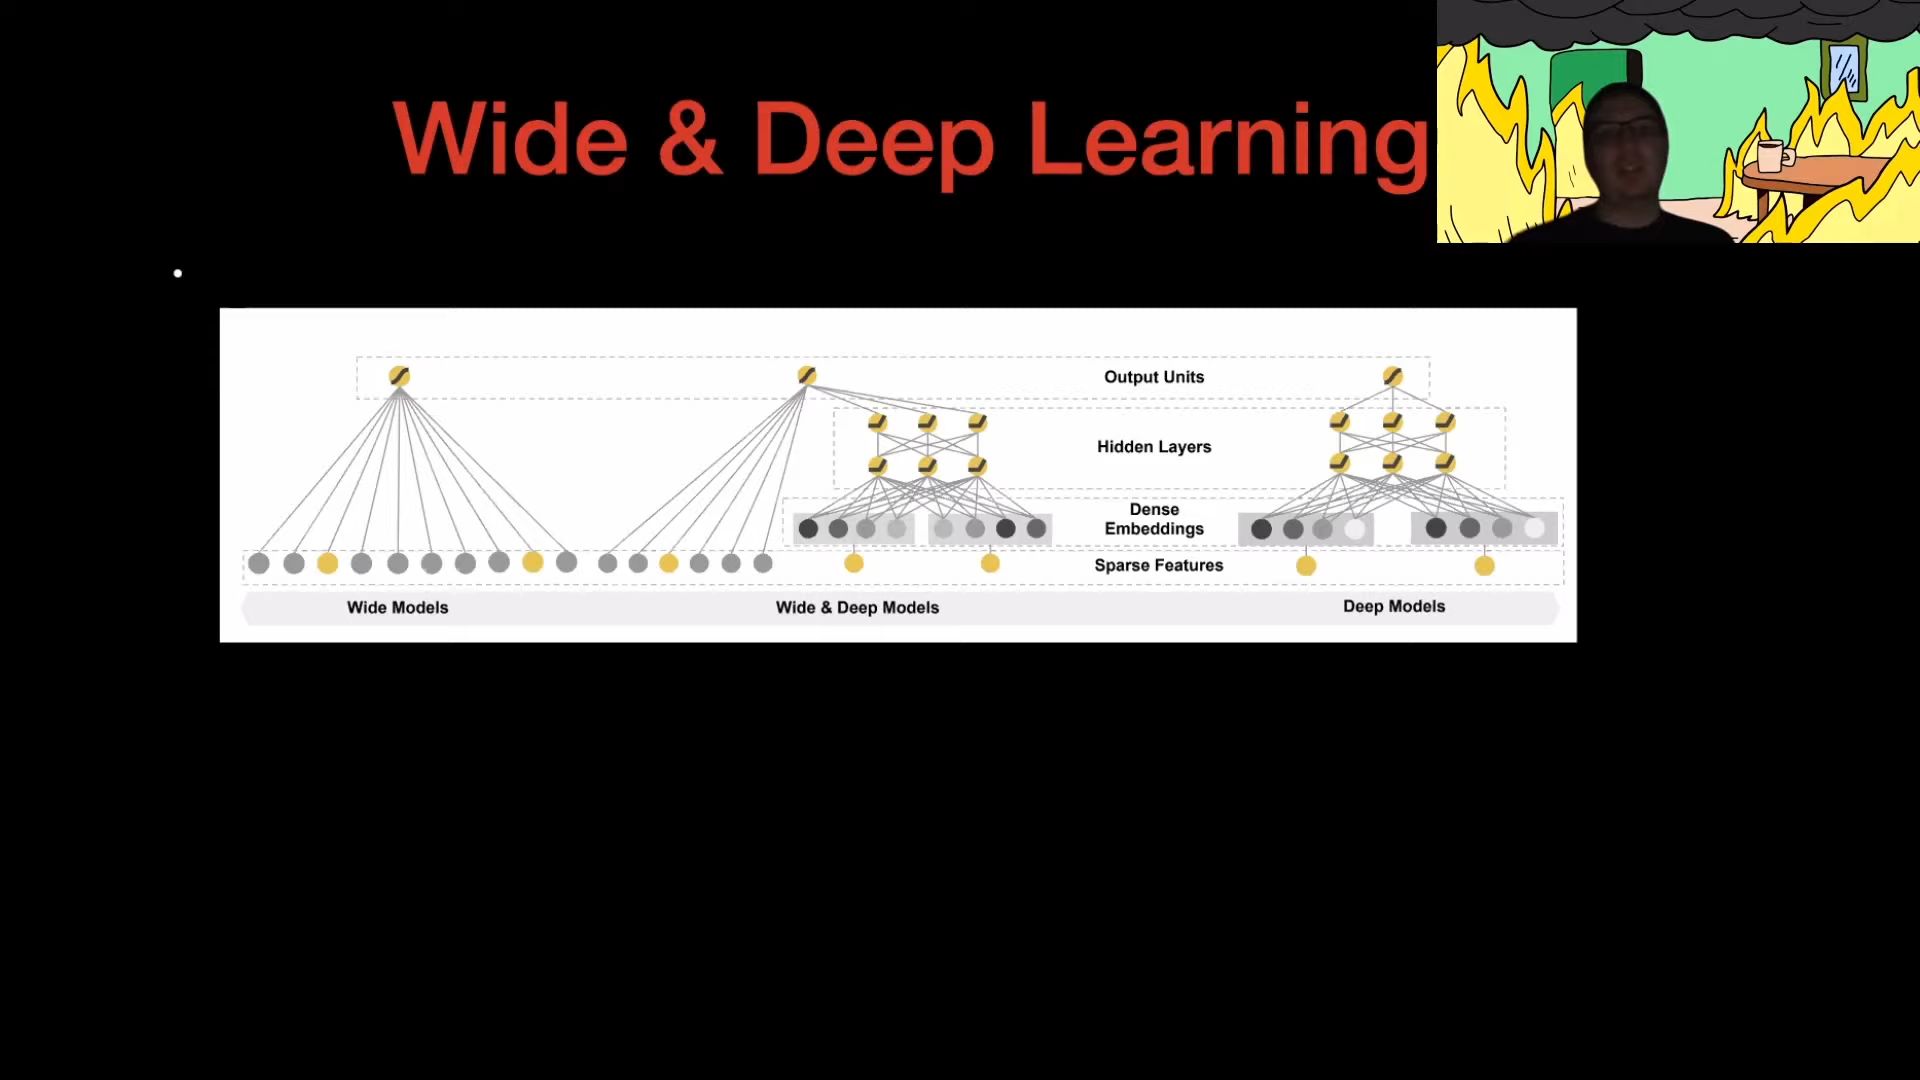 Wide & Deep Learning
Output Units
Hidden Layers
Dense
Embeddings
Sparse Features
Wide Models
Wide & Deep Models
Deep Models